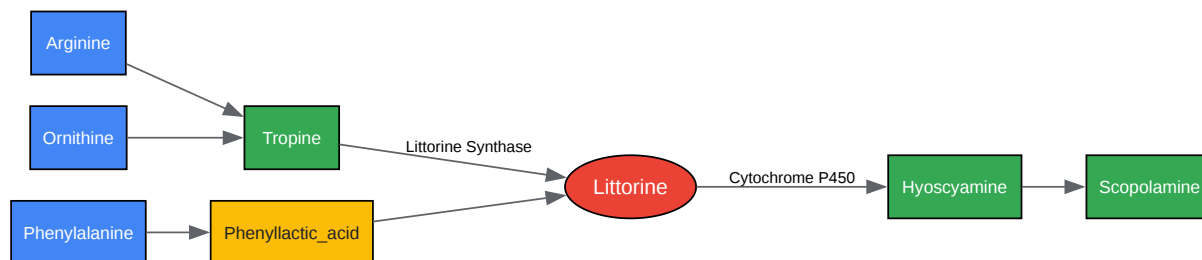 Arginine
Ornithine
Tropine
Littorine Synthase
Phenylalanine
Phenyllactic_acid
Littorine
Cytochrome P450
Hyoscyamine
Scopolamine